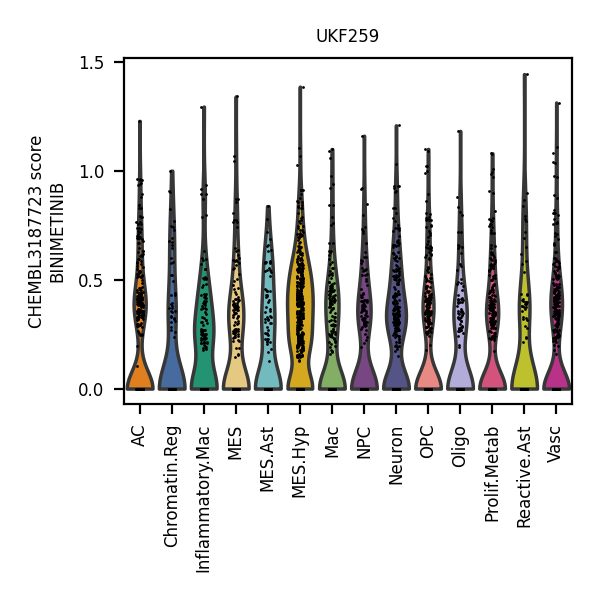 UKF259
CHEMBL3187723 score
BINIMETINIB
1.5
1.0
0.5
0.0
AC
Chromatin.Reg
Inflammatory.Mac
MES
MES.Ast
MES.Hyp
Mac
NPC
Neuron
OPC
Oligo
Prolif.Metab
Reactive.Ast
Vasc